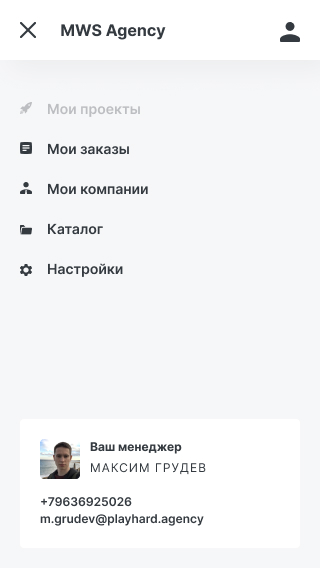 MWS Agency
Мои проекты
Мои заказы
Мои компании
Каталог
Настройки
Ваш менеджер
МАКСИМ ГРУДЕВ
+79636925026
m.grudev@playhard.agency